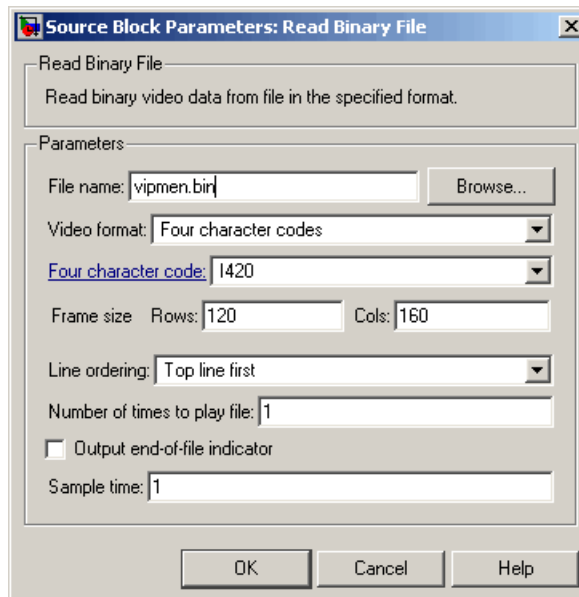 Source Block Parameters: Read Binary File
Read Binary File
Read binary video data from file in the specified format.
Parameters
File name: vipmen.bin Browse...
Video format: Four character codes
Four character code: I420
Frame size Rows: 120 Cols: 160
Line ordering: Top line first
Number of times to play file: 1
Output end-of-file indicator
Sample time: 1
OK Cancel Help